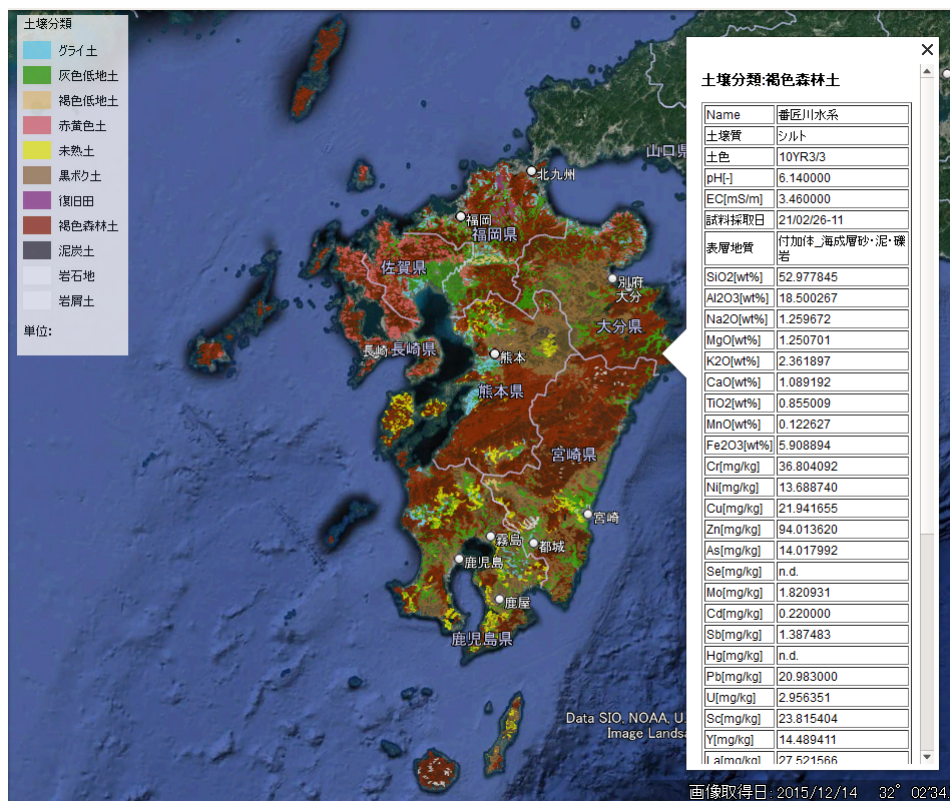 土壌分類
グライ土
灰色低地土
褐色低地土
赤黄色土
未熟土
黒ボク土
復旧田
褐色森林土
泥炭土
岩石地
岩屑土
単位:
山口県
北九州
福岡
福岡県
佐賀県
別府
大分
大分県
長崎
長崎県
熊本
熊本県
宮崎県
宮崎
霧島
都城
鹿児島
鹿屋
鹿児島県
Data SIO, NOAA, U.
Image Landsa
土壌分類:褐色森林土
Name 番匠川水系
土壌質 シルト
土色 10YR3/3
pH[-] 6.140000
EC[mS/m] 3.460000
試料採取日 21/02/26-11
表層地質 付加体_海成層砂・泥・礫
岩
SiO2[wt%] 52.977845
Al2O3[wt%] 18.500267
Na2O[wt%] 1.259672
MgO[wt%] 1.250701
K2O[wt%] 2.361897
CaO[wt%] 1.089192
TiO2[wt%] 0.855009
MnO[wt%] 0.122627
Fe2O3[wt%] 5.908894
Cr[mg/kg] 36.804092
Ni[mg/kg] 13.688740
Cu[mg/kg] 21.941655
Zn[mg/kg] 94.013620
As[mg/kg] 14.017992
Se[mg/kg] n.d.
Mo[mg/kg] 1.820931
Cd[mg/kg] 0.220000
Sb[mg/kg] 1.387483
Hg[mg/kg] n.d.
Pb[mg/kg] 20.983000
U[mg/kg] 2.956351
Sc[mg/kg] 23.815404
Y[mg/kg] 14.489411
La[mg/kg] 27.521566
画像取得日: 2015/12/14 32° 02'34